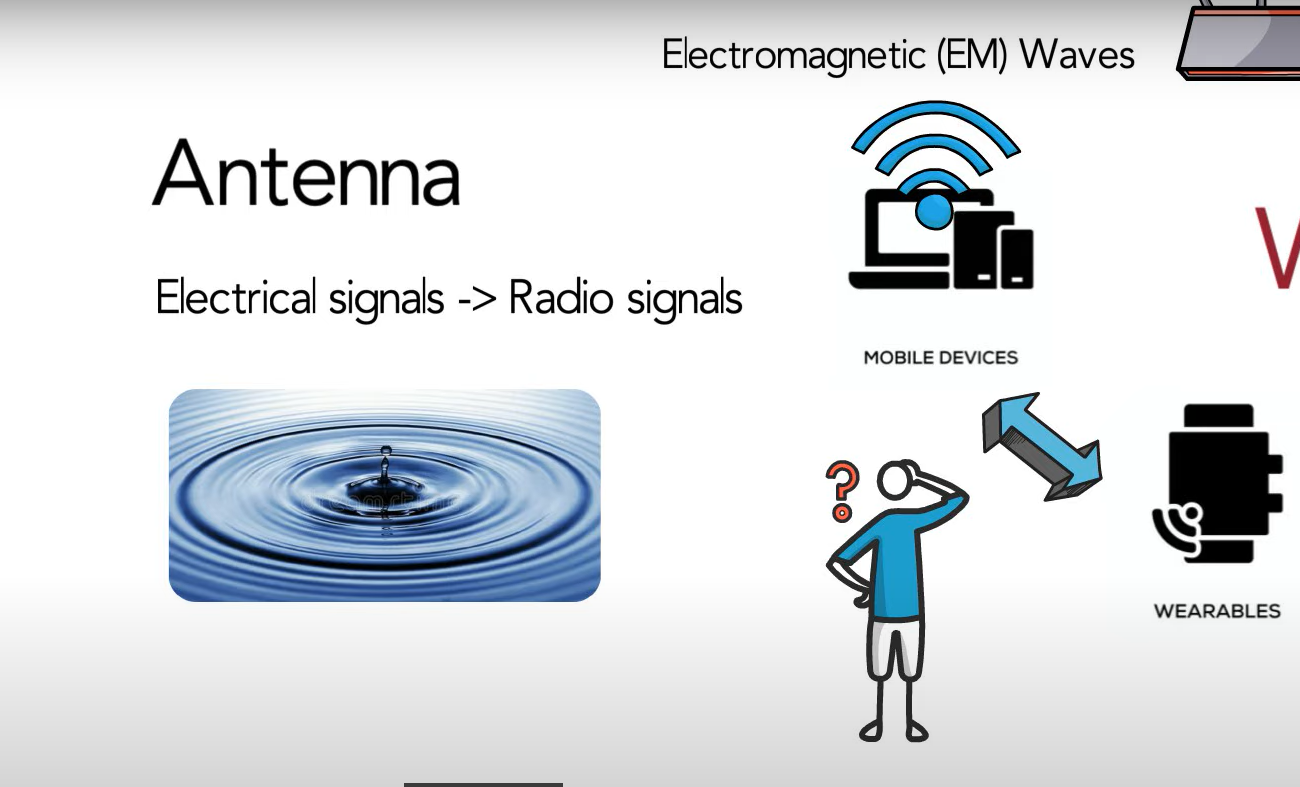 Electromagnetic (EM) Waves
Antenna
Electrical signals -> Radio signals
MOBILE DEVICES
?
WEARABLES